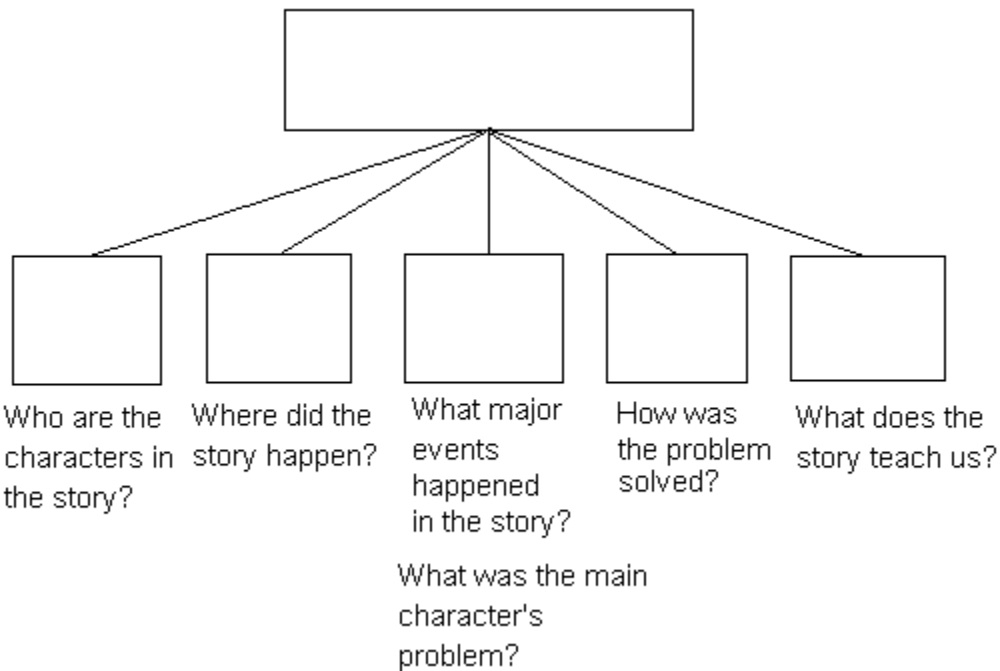 Who are the
characters in
the story?
Where did the
story happen?
What major
events
happened
in the story?
What was the main
character's
problem?
How was
the problem
solved?
What does the
story teach us?